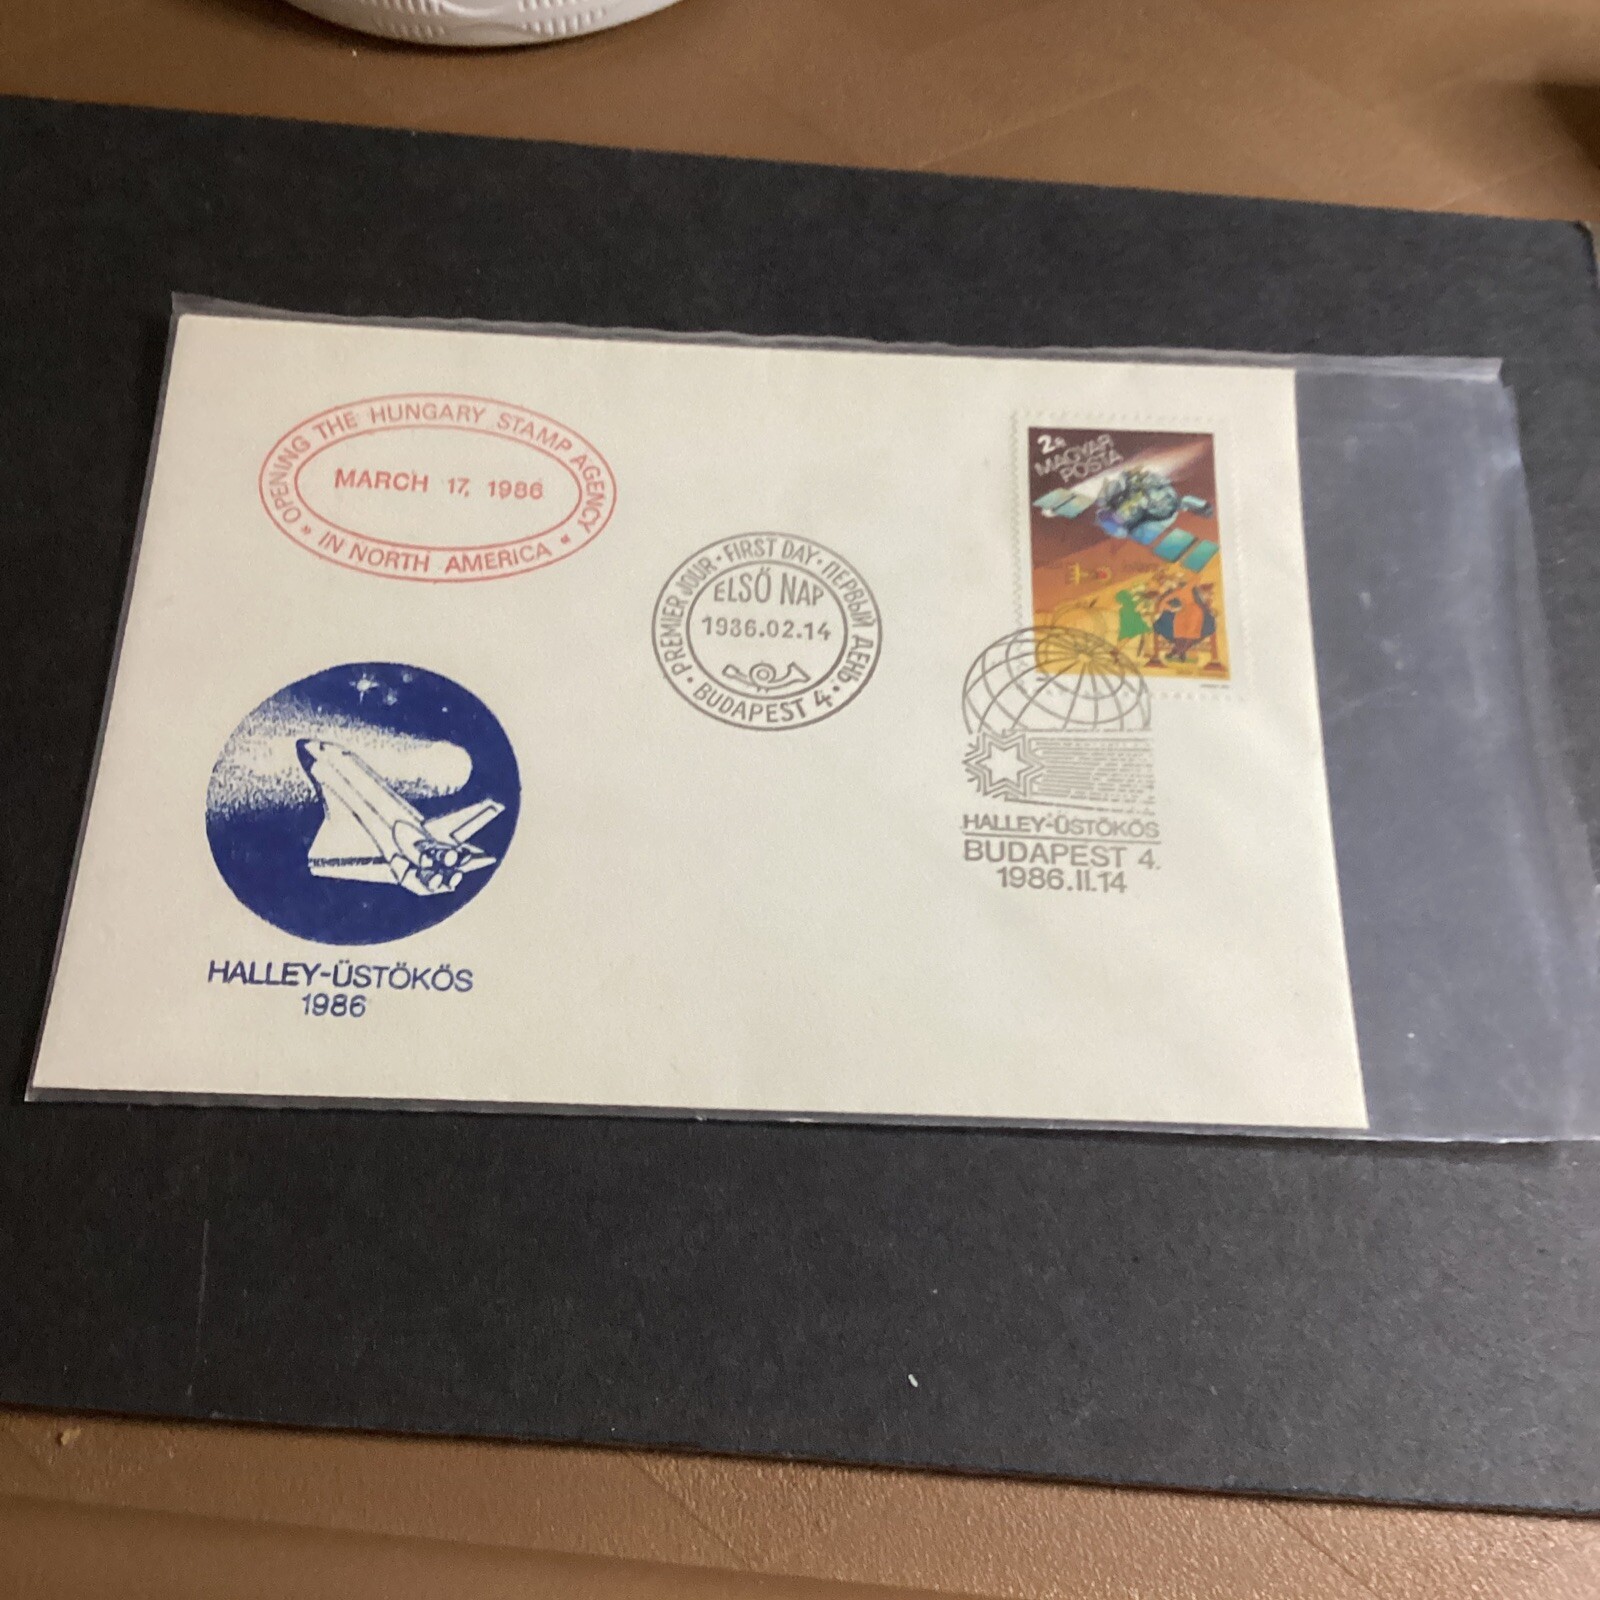 OPENING THE HUNGARY STAMP AGENCY
MARCH 17, 1986
« IN NORTH AMERICA «
2Ft
MAGYAR
POSTA
PREMIER JOUR · FIRST DAY · ПЕРВЫЙ ДЕНЬ ·
ELSŐ NAP
1986.02.14
· BUDAPEST 4. ·
HALLEY-ÜSTÖKÖS
BUDAPEST 4.
1986.II.14
HALLEY-ÜSTÖKÖS
1986